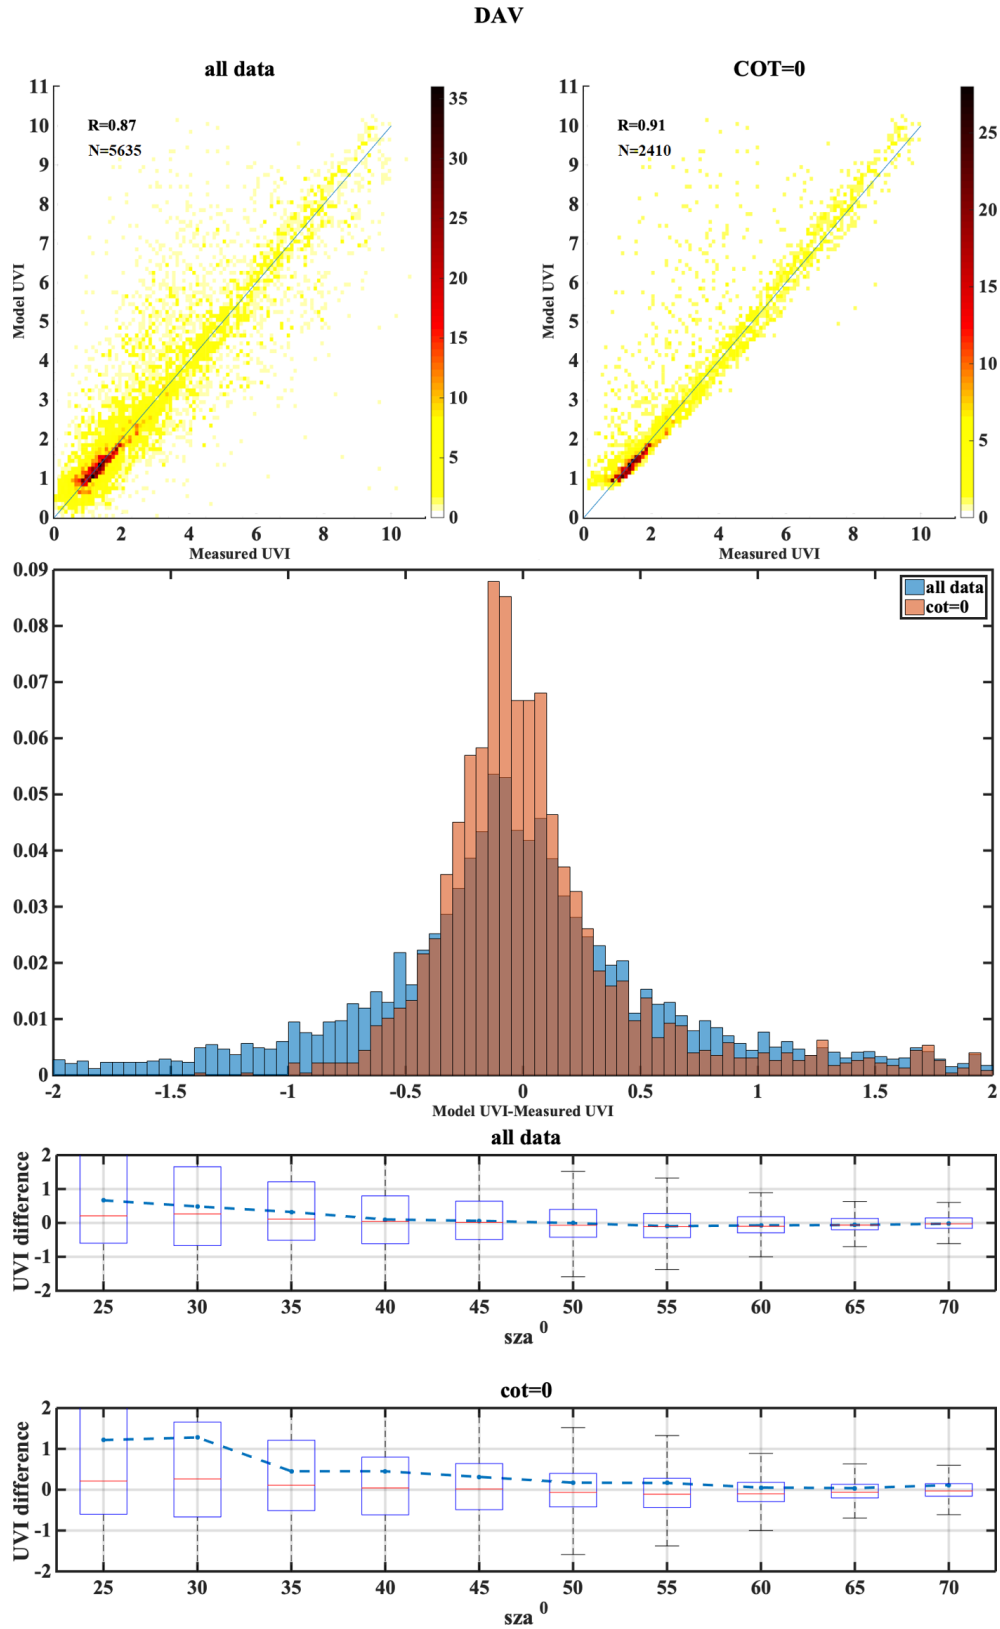 DAV
all data
COT=0
11
10
9
8
7
6
5
4
3
2
1
0
R=0.87
N=5635
35
30
25
20
15
10
5
0
Model UVI
0 2 4 6 8 10
Measured UVI
11
10
9
8
7
6
5
4
3
2
1
0
R=0.91
N=2410
25
20
15
10
5
0
Model UVI
0 2 4 6 8 10
Measured UVI
0.09
0.08
0.07
0.06
0.05
0.04
0.03
0.02
0.01
0
all data
cot=0
-2 -1.5 -1 -0.5 0 0.5 1 1.5 2
Model UVI-Measured UVI
all data
UVI difference
2
1
0
-1
-2
25 30 35 40 45 50 55 60 65 70
sza 0
cot=0
UVI difference
2
1
0
-1
-2
25 30 35 40 45 50 55 60 65 70
sza 0